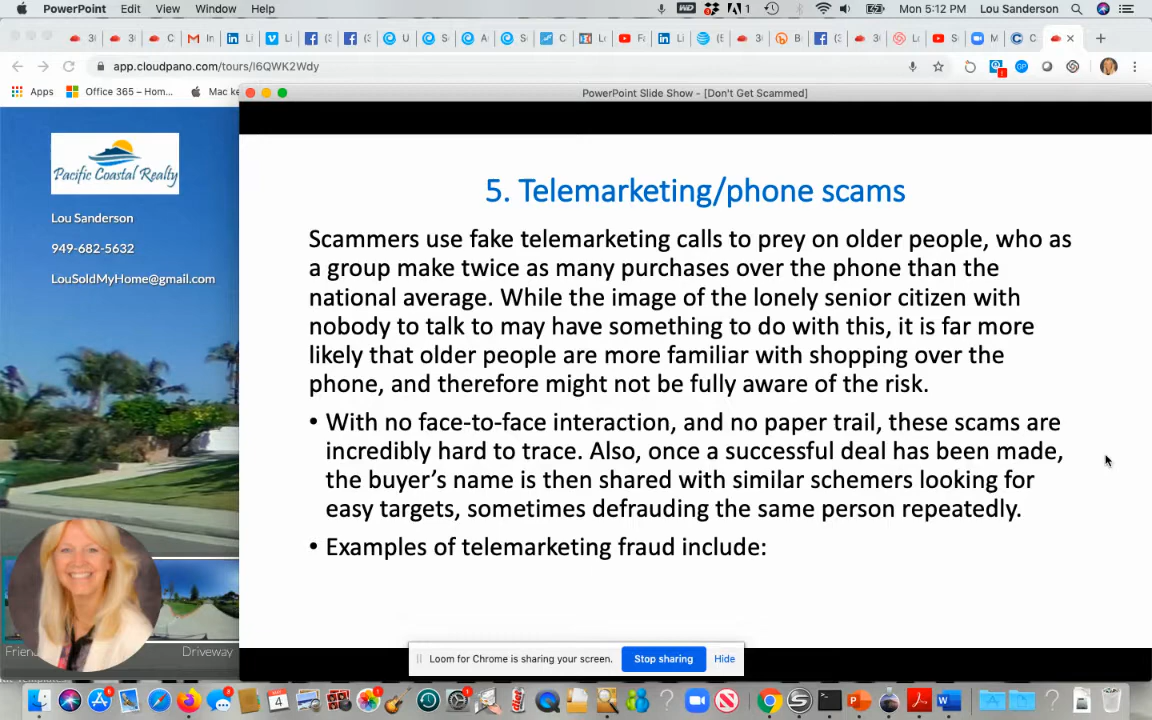 PowerPoint Edit View Window Help
Mon 5:12 PM Lou Sanderson
app.cloudpano.com/tours/I6QWK2Wdy
Apps Office 365 – Hom... Mac ke
PowerPoint Slide Show - [Don't Get Scammed]
Pacific Coastal Realty
Lou Sanderson
949-682-5632
LouSoldMyHome@gmail.com
5. Telemarketing/phone scams
Scammers use fake telemarketing calls to prey on older people, who as
a group make twice as many purchases over the phone than the
national average. While the image of the lonely senior citizen with
nobody to talk to may have something to do with this, it is far more
likely that older people are more familiar with shopping over the
phone, and therefore might not be fully aware of the risk.
• With no face-to-face interaction, and no paper trail, these scams are
incredibly hard to trace. Also, once a successful deal has been made,
the buyer's name is then shared with similar schemers looking for
easy targets, sometimes defrauding the same person repeatedly.
• Examples of telemarketing fraud include:
Driveway
Loom for Chrome is sharing your screen. Stop sharing Hide